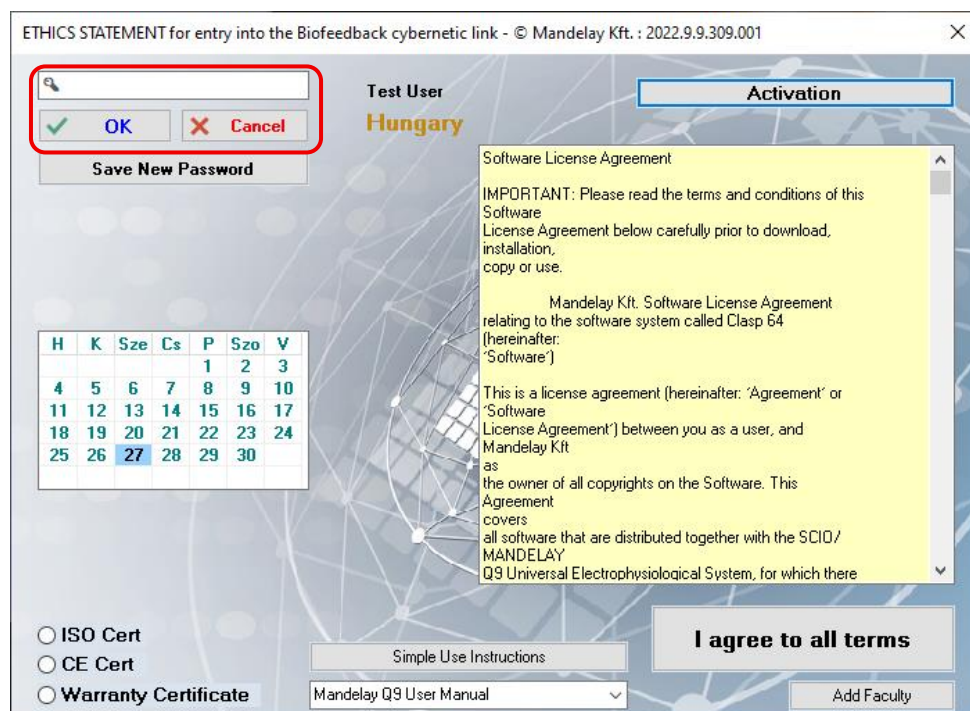 ETHICS STATEMENT for entry into the Biofeedback cybernetic link - © Mandelay Kft. : 2022.9.9.309.001
OK
Cancel
Save New Password
Test User
Hungary
Activation
Software License Agreement
IMPORTANT: Please read the terms and conditions of this
Software
License Agreement below carefully prior to download,
installation,
copy or use.
Mandelay Kft. Software License Agreement
relating to the software system called Clasp 64
(hereinafter:
'Software')
This is a license agreement (hereinafter: 'Agreement' or
'Software
License Agreement') between you as a user, and
Mandelay Kft
as
the owner of all copyrights on the Software. This
Agreement
covers
all software that are distributed together with the SCIO/
MANDELAY
Q9 Universal Electrophysiological System, for which there
H K Sze Cs P Szo V
1 2 3
4 5 6 7 8 9 10
11 12 13 14 15 16 17
18 19 20 21 22 23 24
25 26 27 28 29 30
ISO Cert
CE Cert
Warranty Certificate
Simple Use Instructions
Mandelay Q9 User Manual
I agree to all terms
Add Faculty